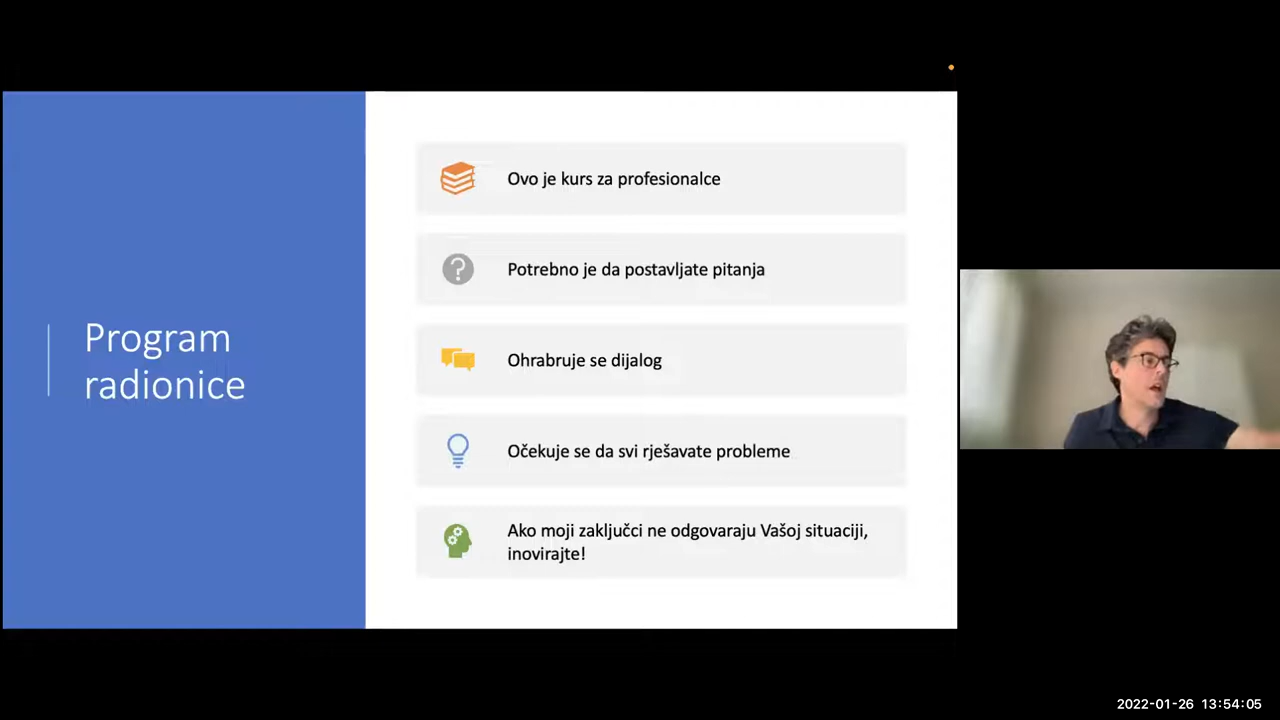 Program
radionice
Ovo je kurs za profesionalce
Potrebno je da postavljate pitanja
Ohrabruje se dijalog
Očekuje se da svi rješavate probleme
Ako moji zaključci ne odgovaraju Vašoj situaciji,
inovirajte!
2022-01-26 13:54:05